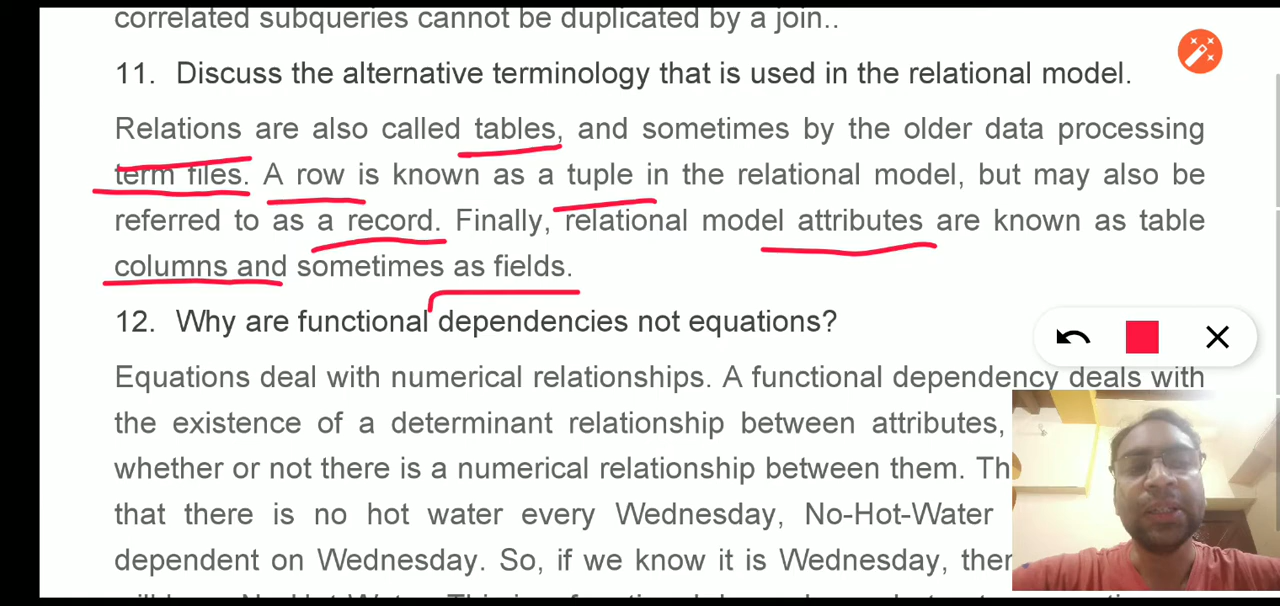 correlated subqueries cannot be duplicated by a join..
11. Discuss the alternative terminology that is used in the relational model.
Relations are also called tables, and sometimes by the older data processing
term files. A row is known as a tuple in the relational model, but may also be
referred to as a record. Finally, relational model attributes are known as table
columns and sometimes as fields.
12. Why are functional dependencies not equations?
Equations deal with numerical relationships. A functional dependency deals with
the existence of a determinant relationship between attributes,
whether or not there is a numerical relationship between them.
that there is no hot water every Wednesday, No-Hot-Water
dependent on Wednesday. So, if we know it is Wednesday,